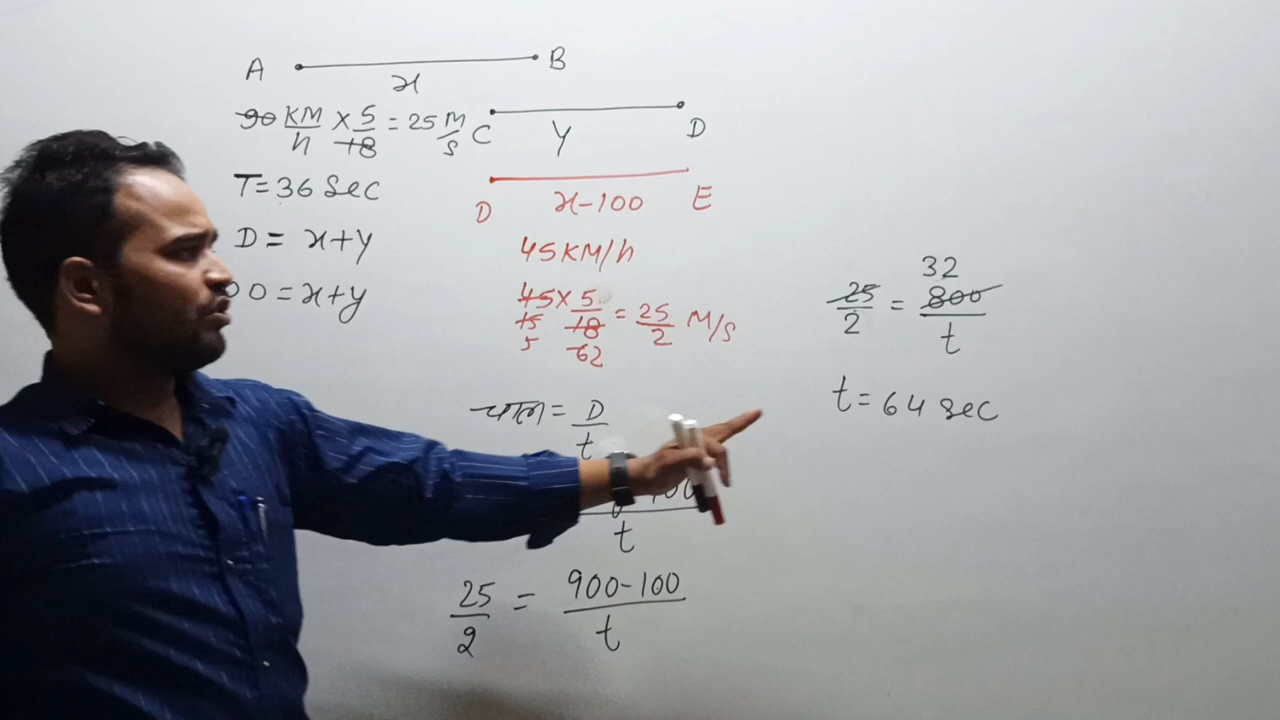 A B
x
90 KM/h × 5/18 = 25 M/s
C Y D
T = 36 Sec
D x-100 E
D = x+y
45 KM/h
00 = x+y
45 × 5/18 = 25/2 M/S
15
5
62
चाल = D/t
100
t
25/2 = 900-100/t
32
25/2 = 800/t
t = 64 sec